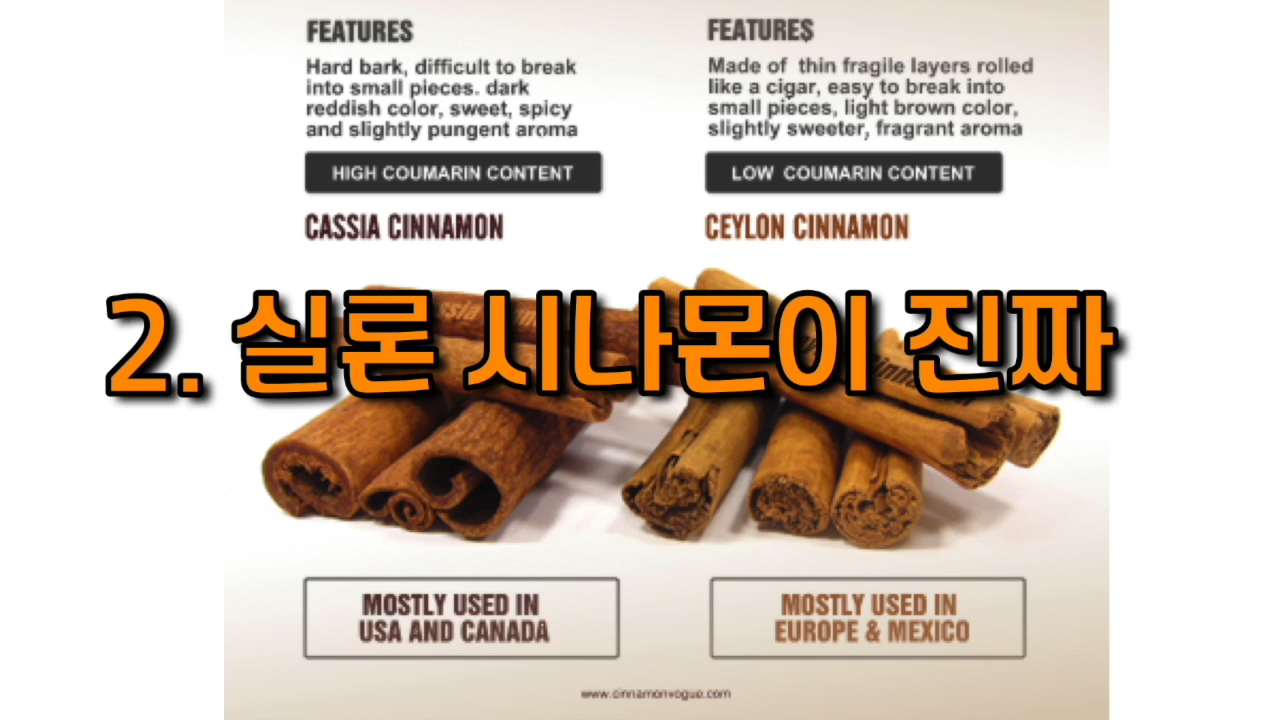 FEATURES
Hard bark, difficult to break
into small pieces. dark
reddish color, sweet, spicy
and slightly pungent aroma
HIGH COUMARIN CONTENT
CASSIA CINNAMON
FEATURES
Made of thin fragile layers rolled
like a cigar, easy to break into
small pieces, light brown color,
slightly sweeter, fragrant aroma
LOW COUMARIN CONTENT
CEYLON CINNAMON
2. 실론 시나몬이 진짜
MOSTLY USED IN
USA AND CANADA
MOSTLY USED IN
EUROPE & MEXICO
www.cinnamonvogue.com